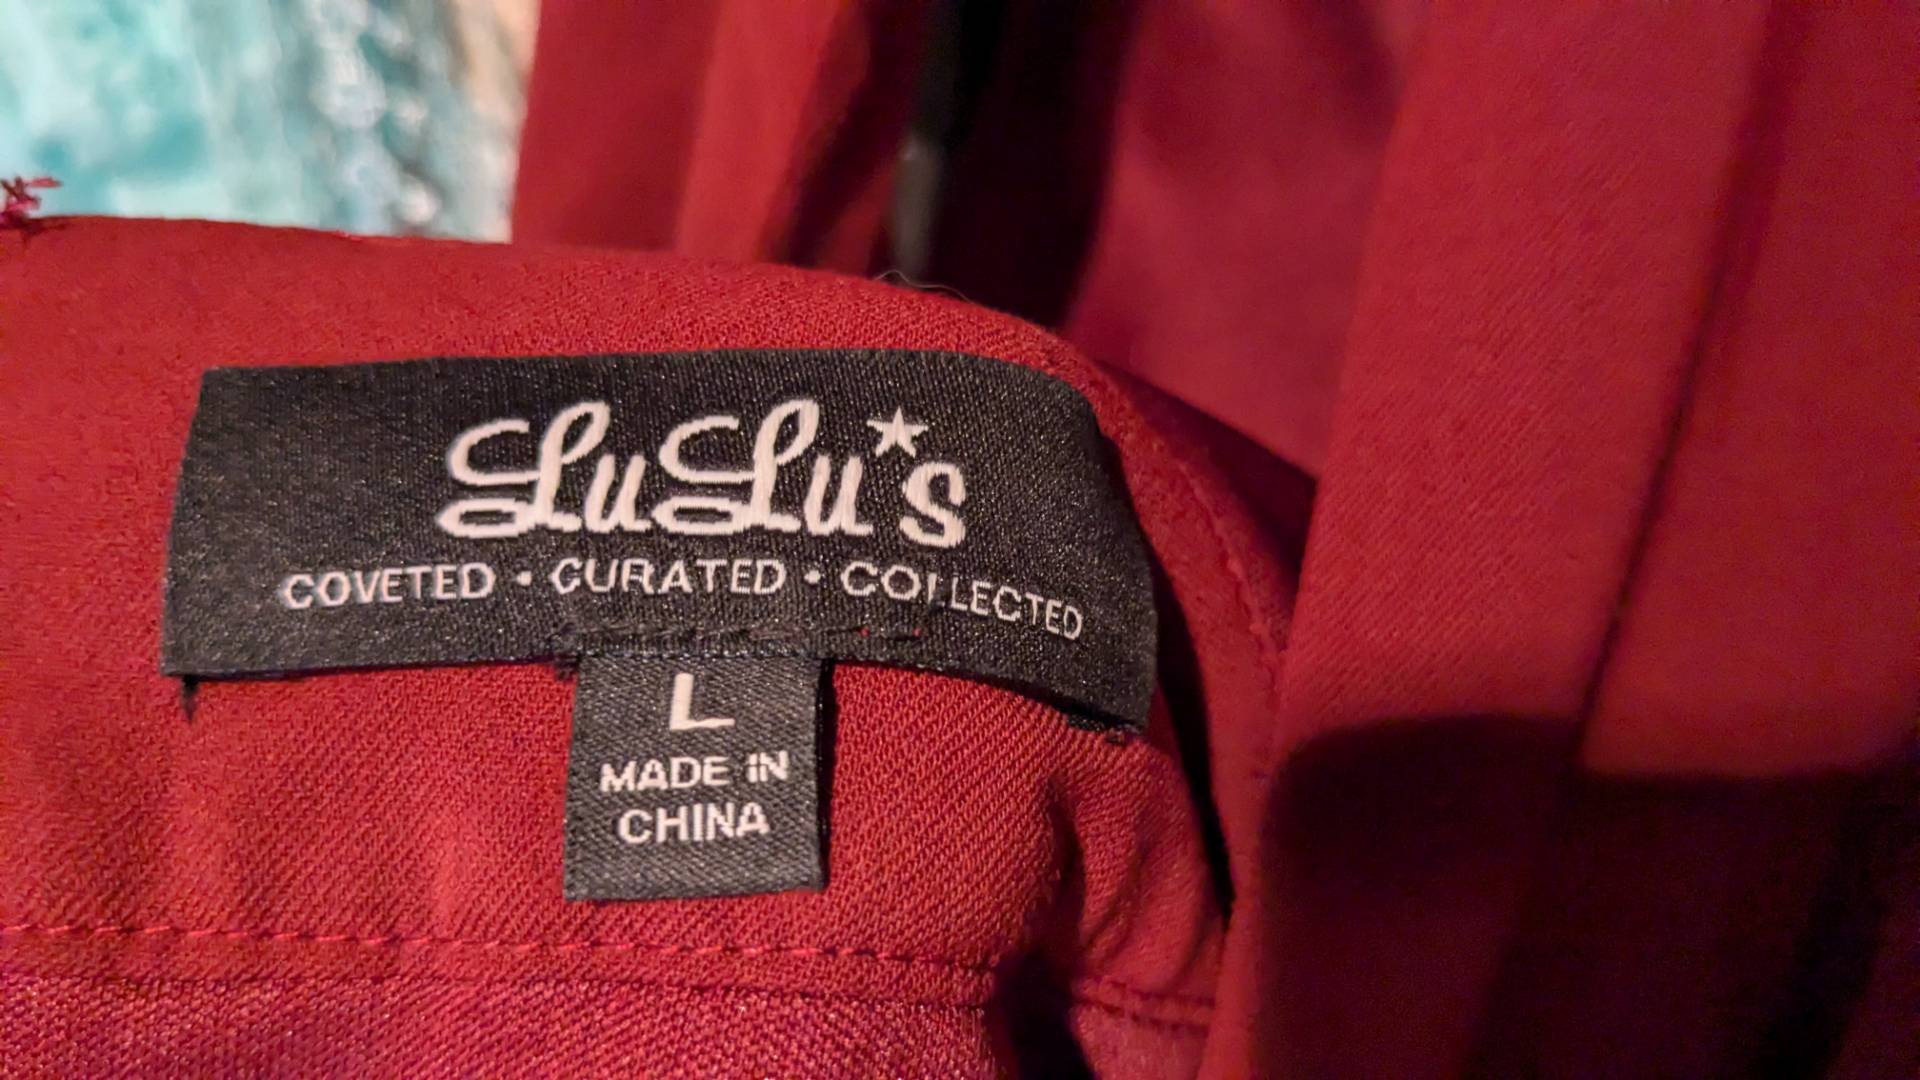 LuLu*s
COVETED • CURATED • COLLECTED
L
MADE IN
CHINA